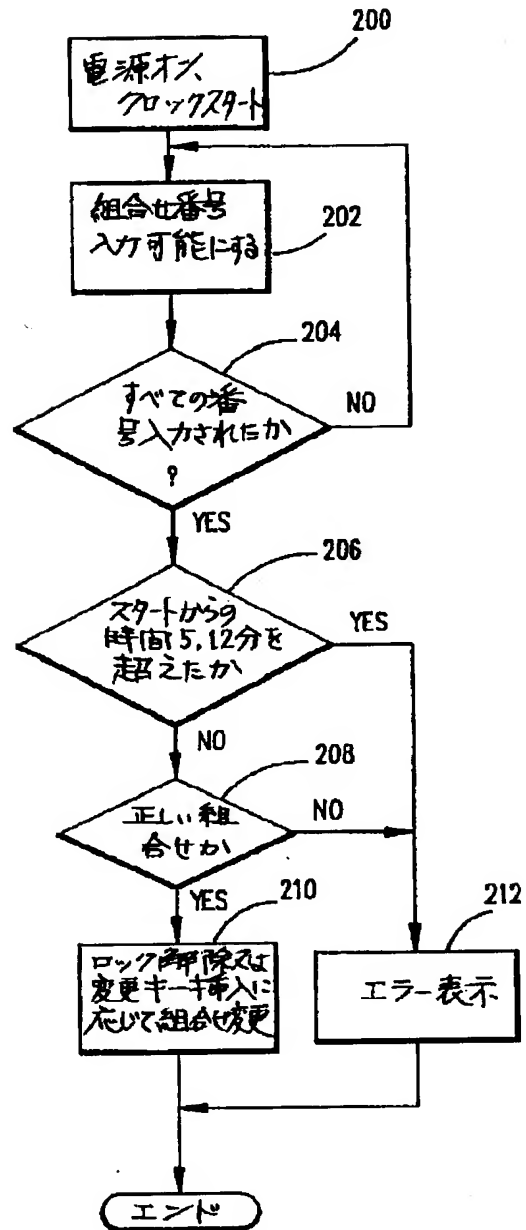 200
電源オン、
クロックスタート
組合せ番号
入力可能にする
202
204
すべての番
号入力されたか
?
NO
YES
206
スタートからの
時間5.12分を
超えたか
YES
NO
208
正しい組
合せか
NO
YES
210
ロック解除又は
変更キー挿入に
応じて組合せ変更
212
エラー表示
エンド